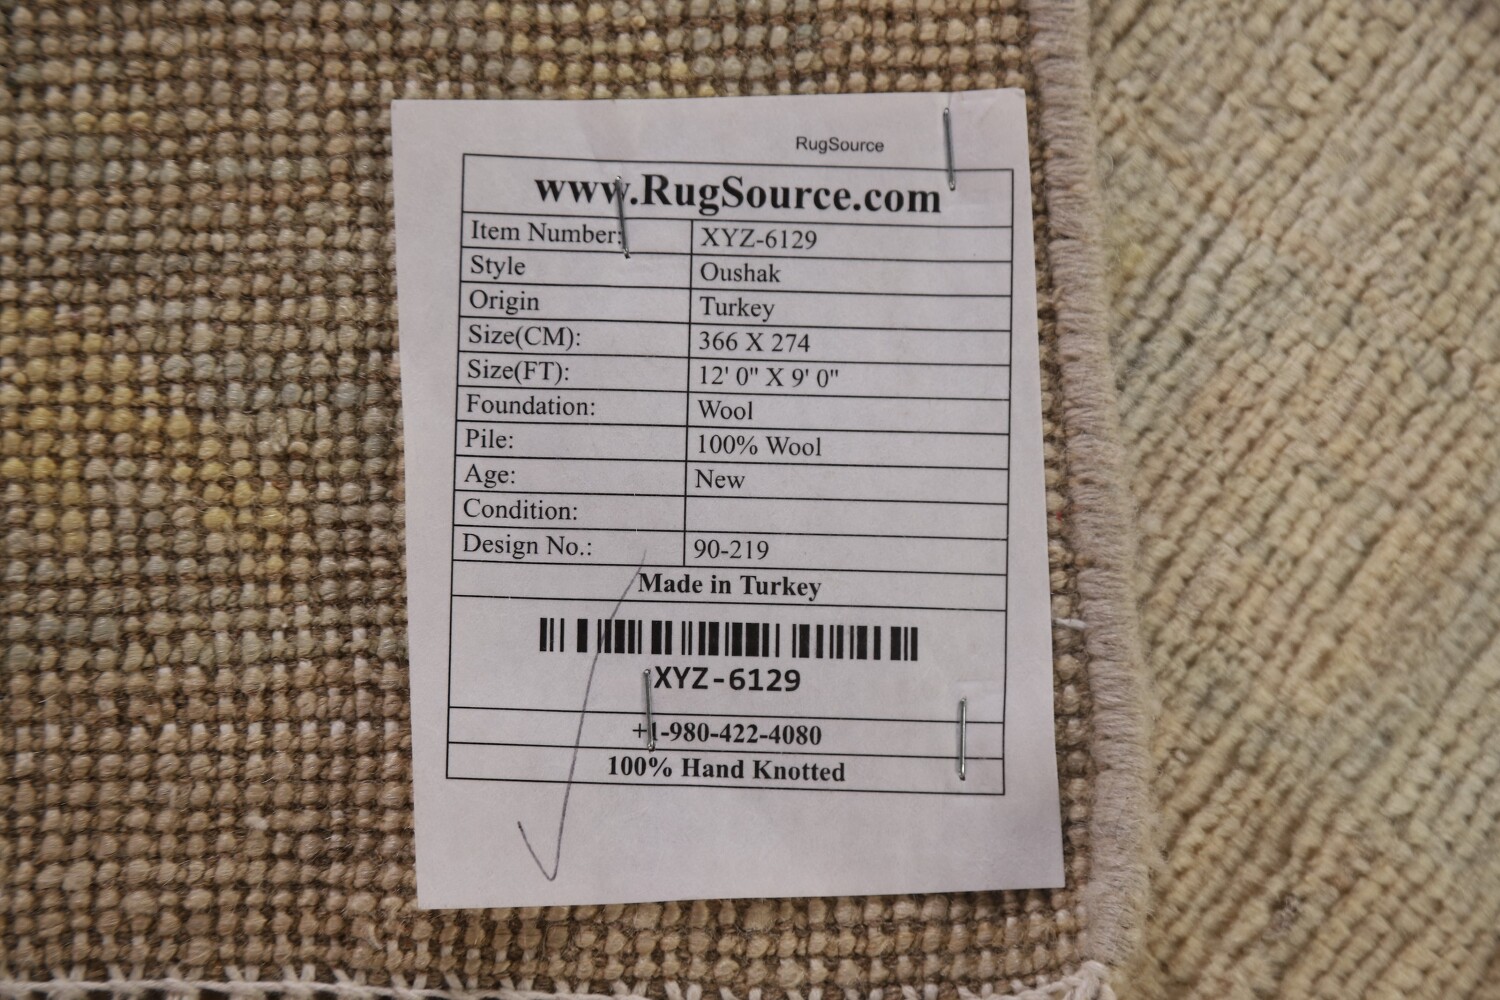 RugSource
www.RugSource.com
Item Number: XYZ-6129
Style Oushak
Origin Turkey
Size(CM): 366 X 274
Size(FT): 12' 0" X 9' 0"
Foundation: Wool
Pile: 100% Wool
Age: New
Condition:
Design No.: 90-219
Made in Turkey
XYZ-6129
+1-980-422-4080
100% Hand Knotted